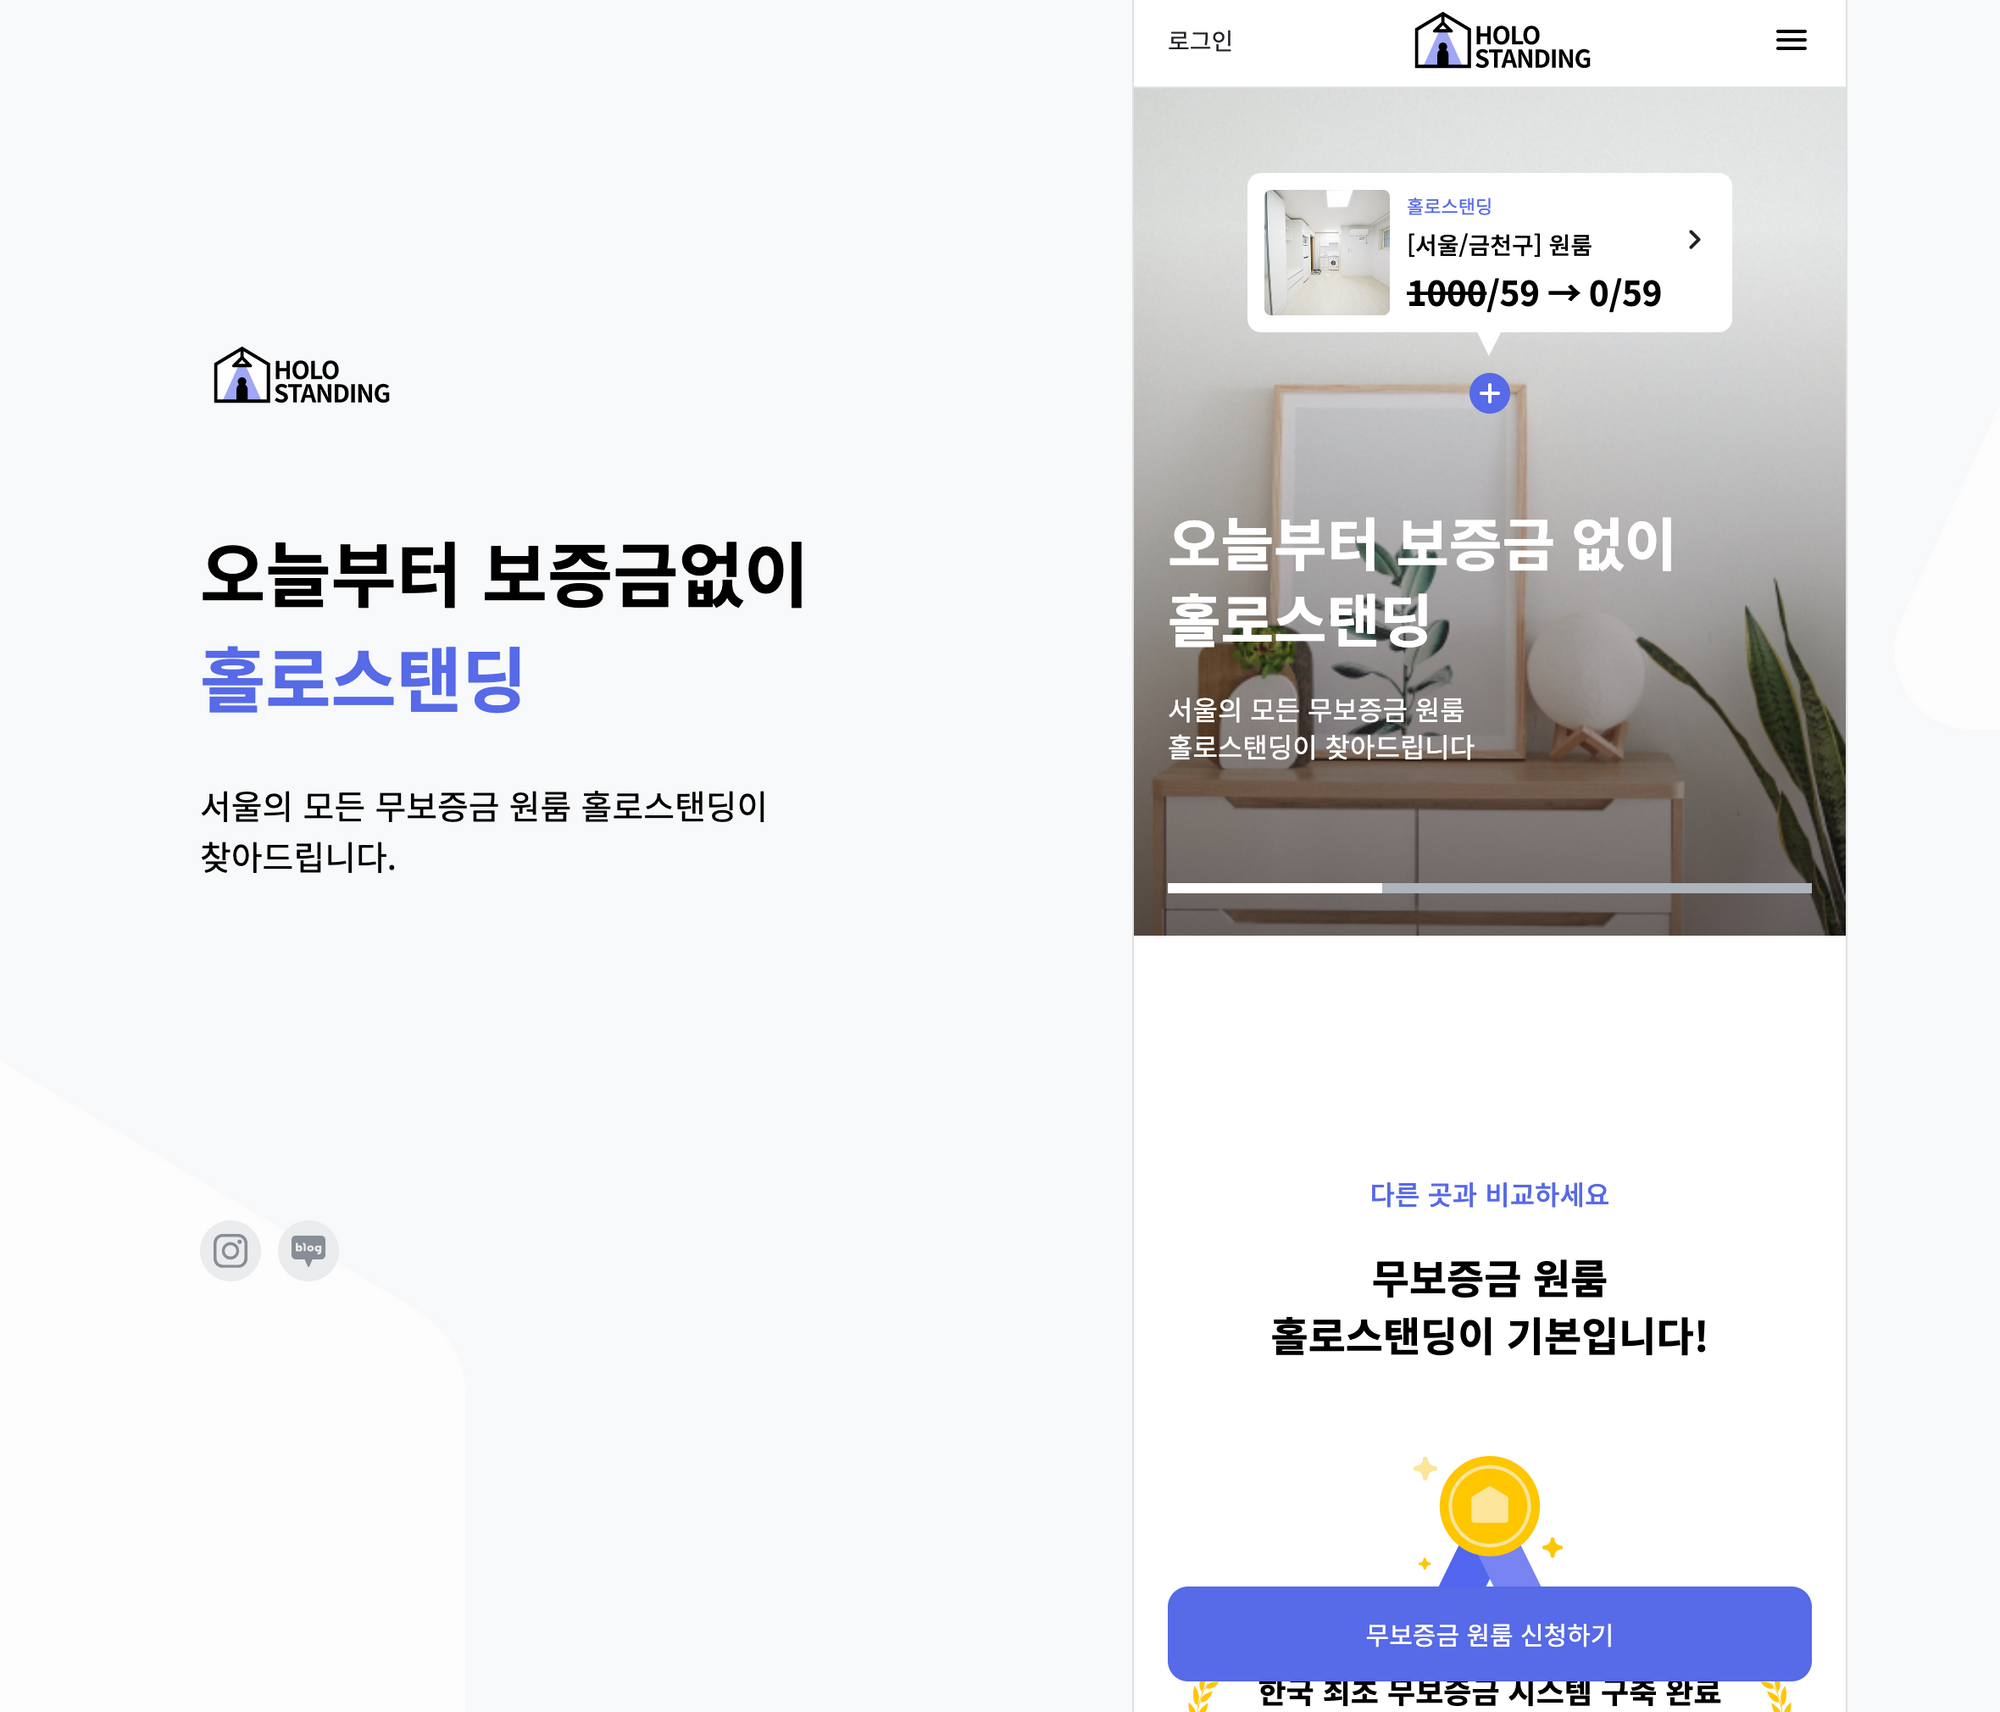 HOLO
STANDING
오늘부터 보증금없이
홀로스탠딩
서울의 모든 무보증금 원룸 홀로스탠딩이
찾아드립니다.
blog
로그인
HOLO
STANDING
홀로스탠딩
[서울/금천구] 원룸
1000/59 → 0/59
오늘부터 보증금 없이
홀로스탠딩
서울의 모든 무보증금 원룸
홀로스탠딩이 찾아드립니다
다른 곳과 비교하세요
무보증금 원룸
홀로스탠딩이 기본입니다!
무보증금 원룸 신청하기
한국 최초 무보증금 시스템 구축 완료